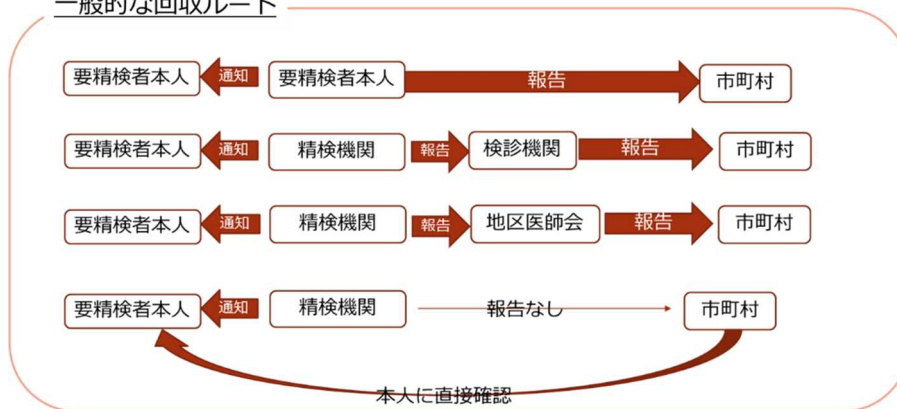 一般的な回収ルート
要精検者本人 通知 要精検者本人 報告 市町村
要精検者本人 通知 精検機関 報告 検診機関 報告 市町村
要精検者本人 通知 精検機関 報告 地区医師会 報告 市町村
要精検者本人 通知 精検機関 報告なし 市町村
本人に直接確認